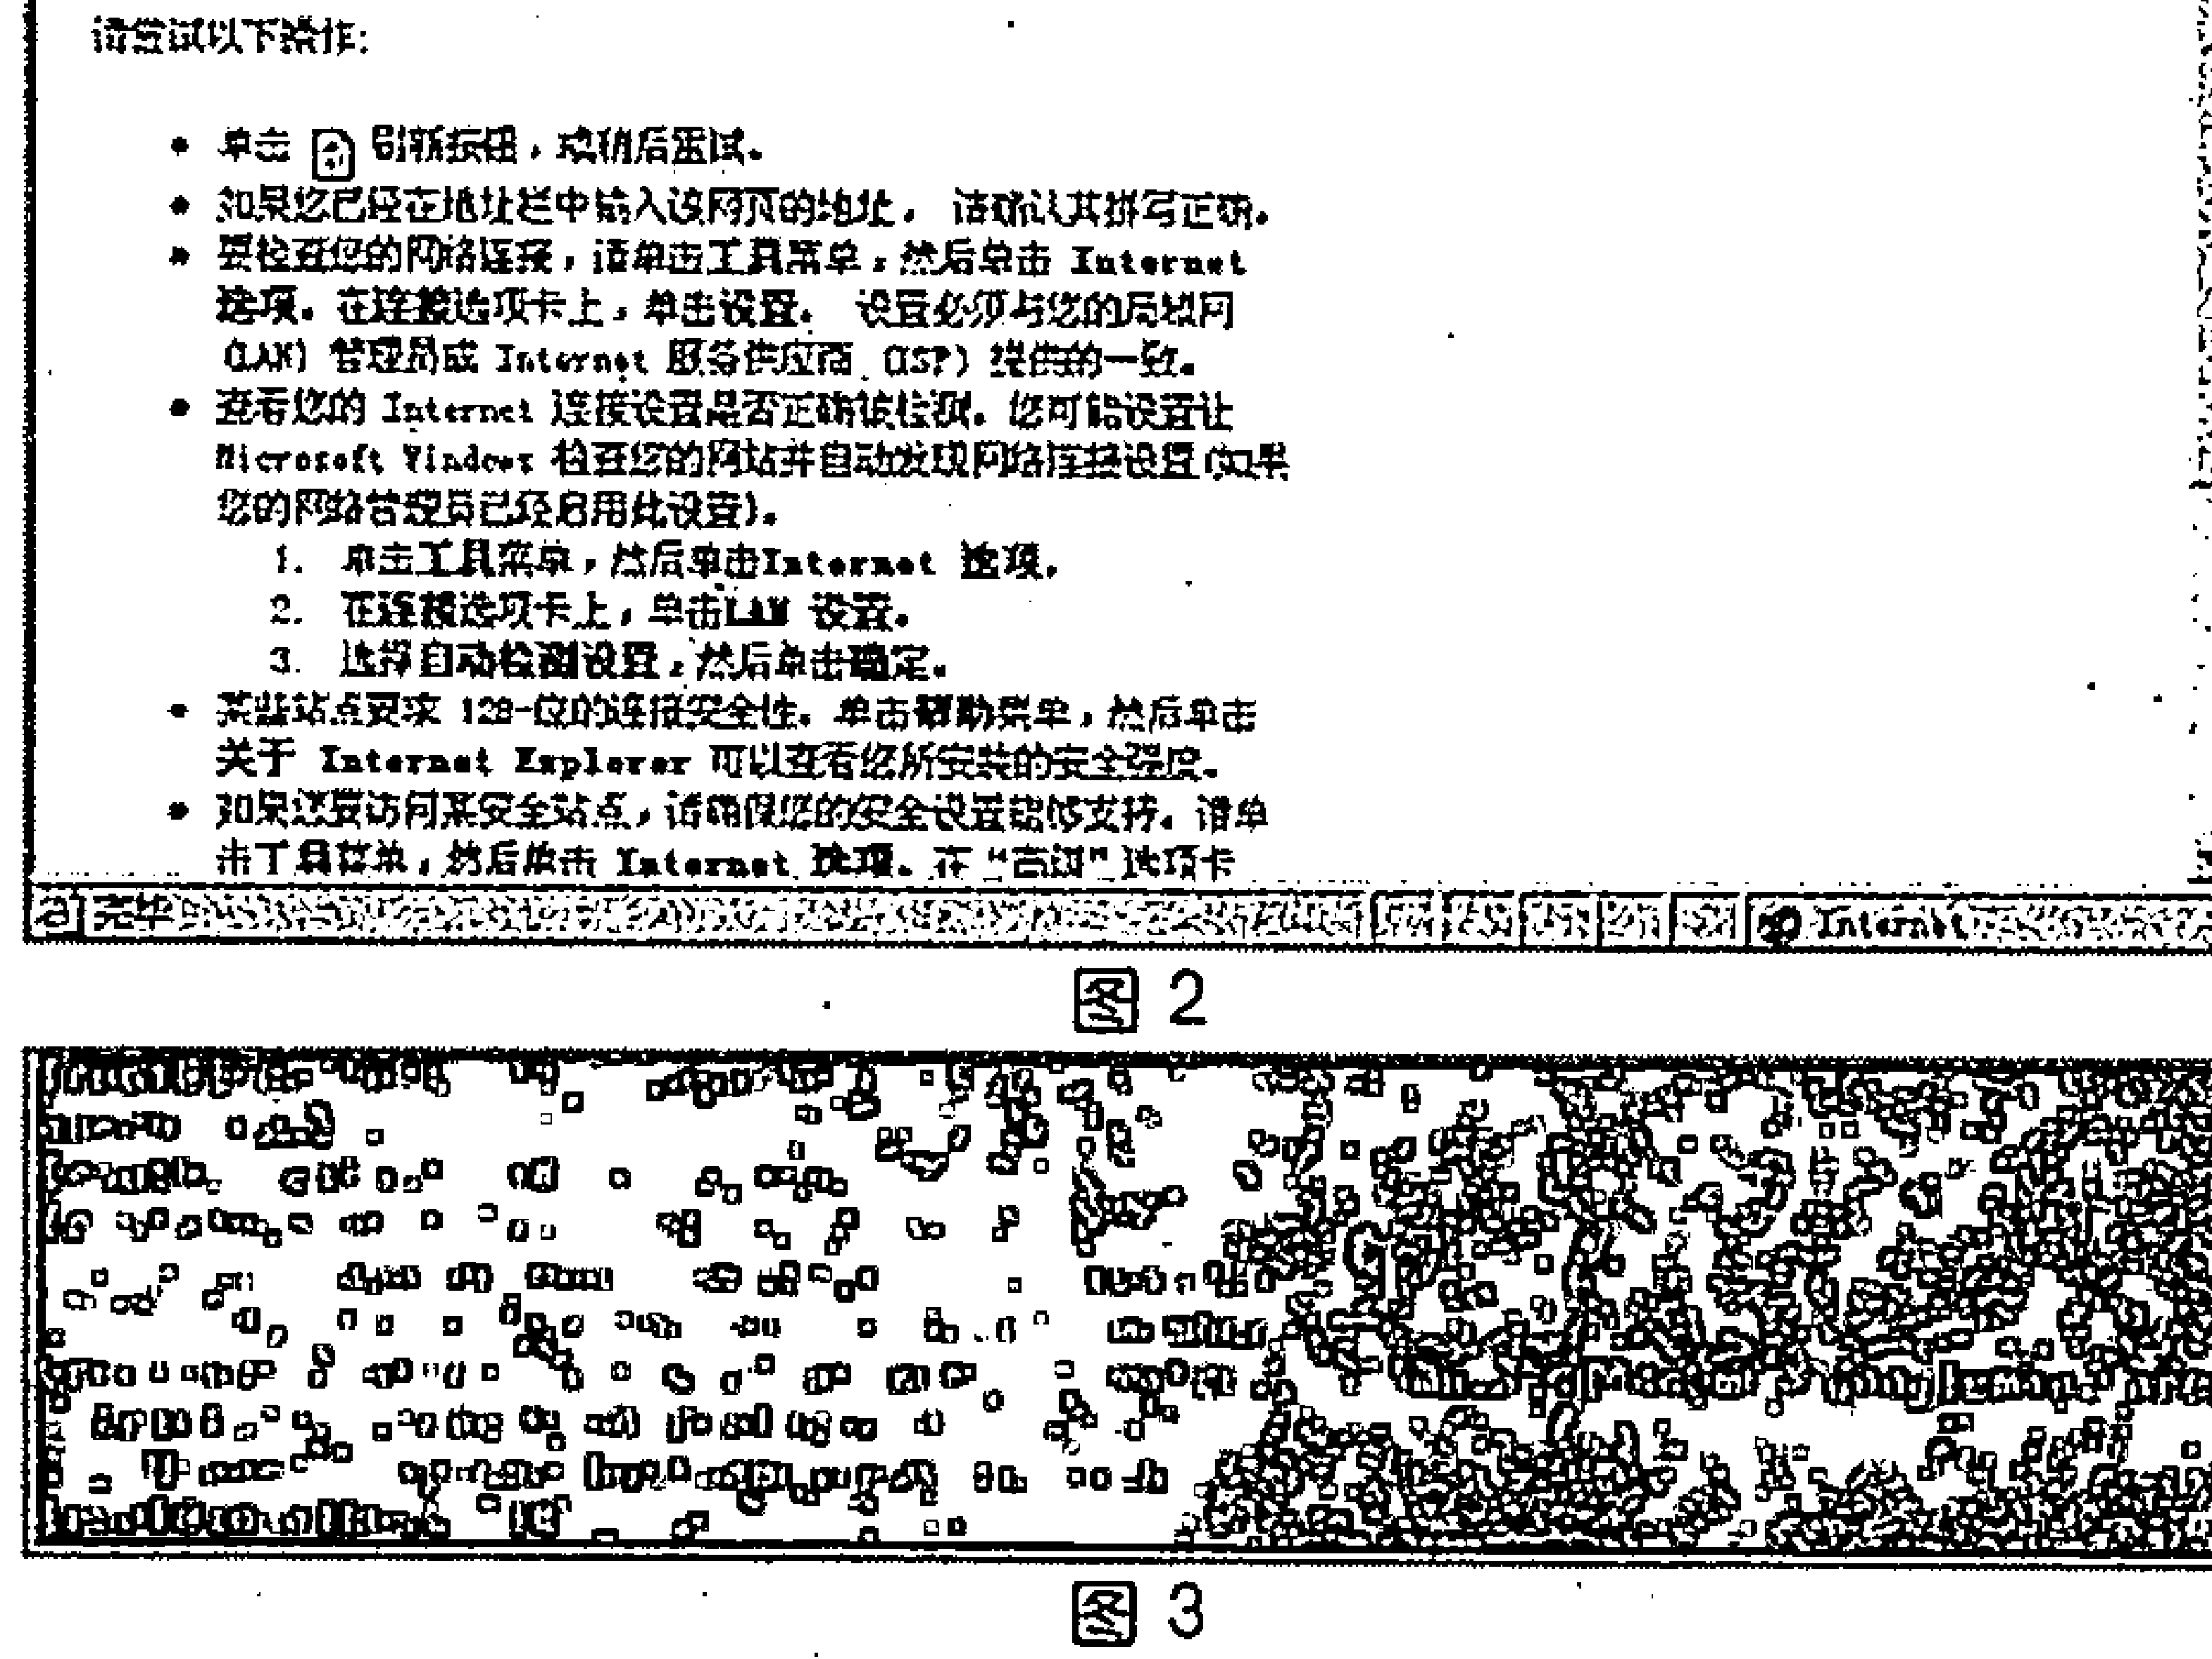 请尝试以下操作:
单击 刷新按钮，或稍后重试。
如果您已经在地址栏中输入该网页的地址， 请确认其拼写正确。
要检查您的网络连接，请单击工具菜单，然后单击 Internet
选项。在连接选项卡上，单击设置。 设置必须与您的局域网
(LAN) 管理员或 Internet 服务供应商 (ISP) 提供的一致。
查看您的 Internet 连接设置是否正确被检测。您可能设置让
Microsoft Windows 检查您的网站并自动发现网络连接设置(如果
您的网络管理员已经启用此设置)。
1. 单击工具菜单，然后单击Internet 选项。
2. 在连接选项卡上，单击LAN 设置。
3. 选择自动检测设置，然后单击确定。
某些站点要求 128-位的连接安全性。单击帮助菜单，然后单击
关于 Internet Explorer 可以查看您所安装的安全强度。
如果您要访问某安全站点，请确保您的安全设置能够支持。请单
击工具菜单，然后单击 Internet 选项。在“高级”选项卡
完毕 Internet
图 2
图 3